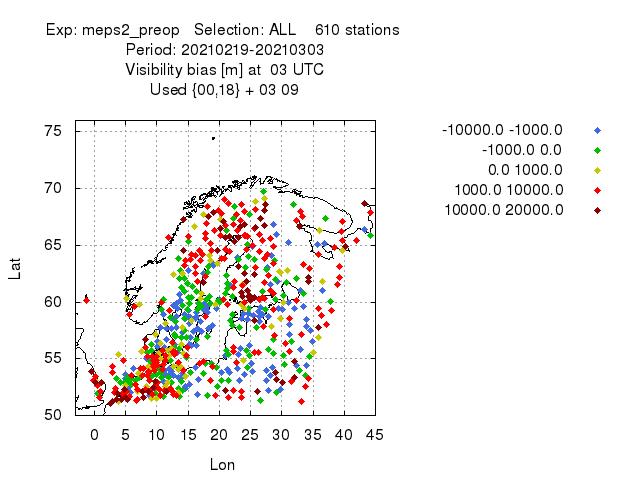 Exp: meps2_preop   Selection: ALL    610 stations
Period: 20210219-20210303
Visibility bias [m] at  03 UTC
Used {00,18} + 03 09
-10000.0 -1000.0
-1000.0 0.0
0.0 1000.0
1000.0 10000.0
10000.0 20000.0
75
70
65
60
55
50
Lat
0 5 10 15 20 25 30 35 40 45
Lon